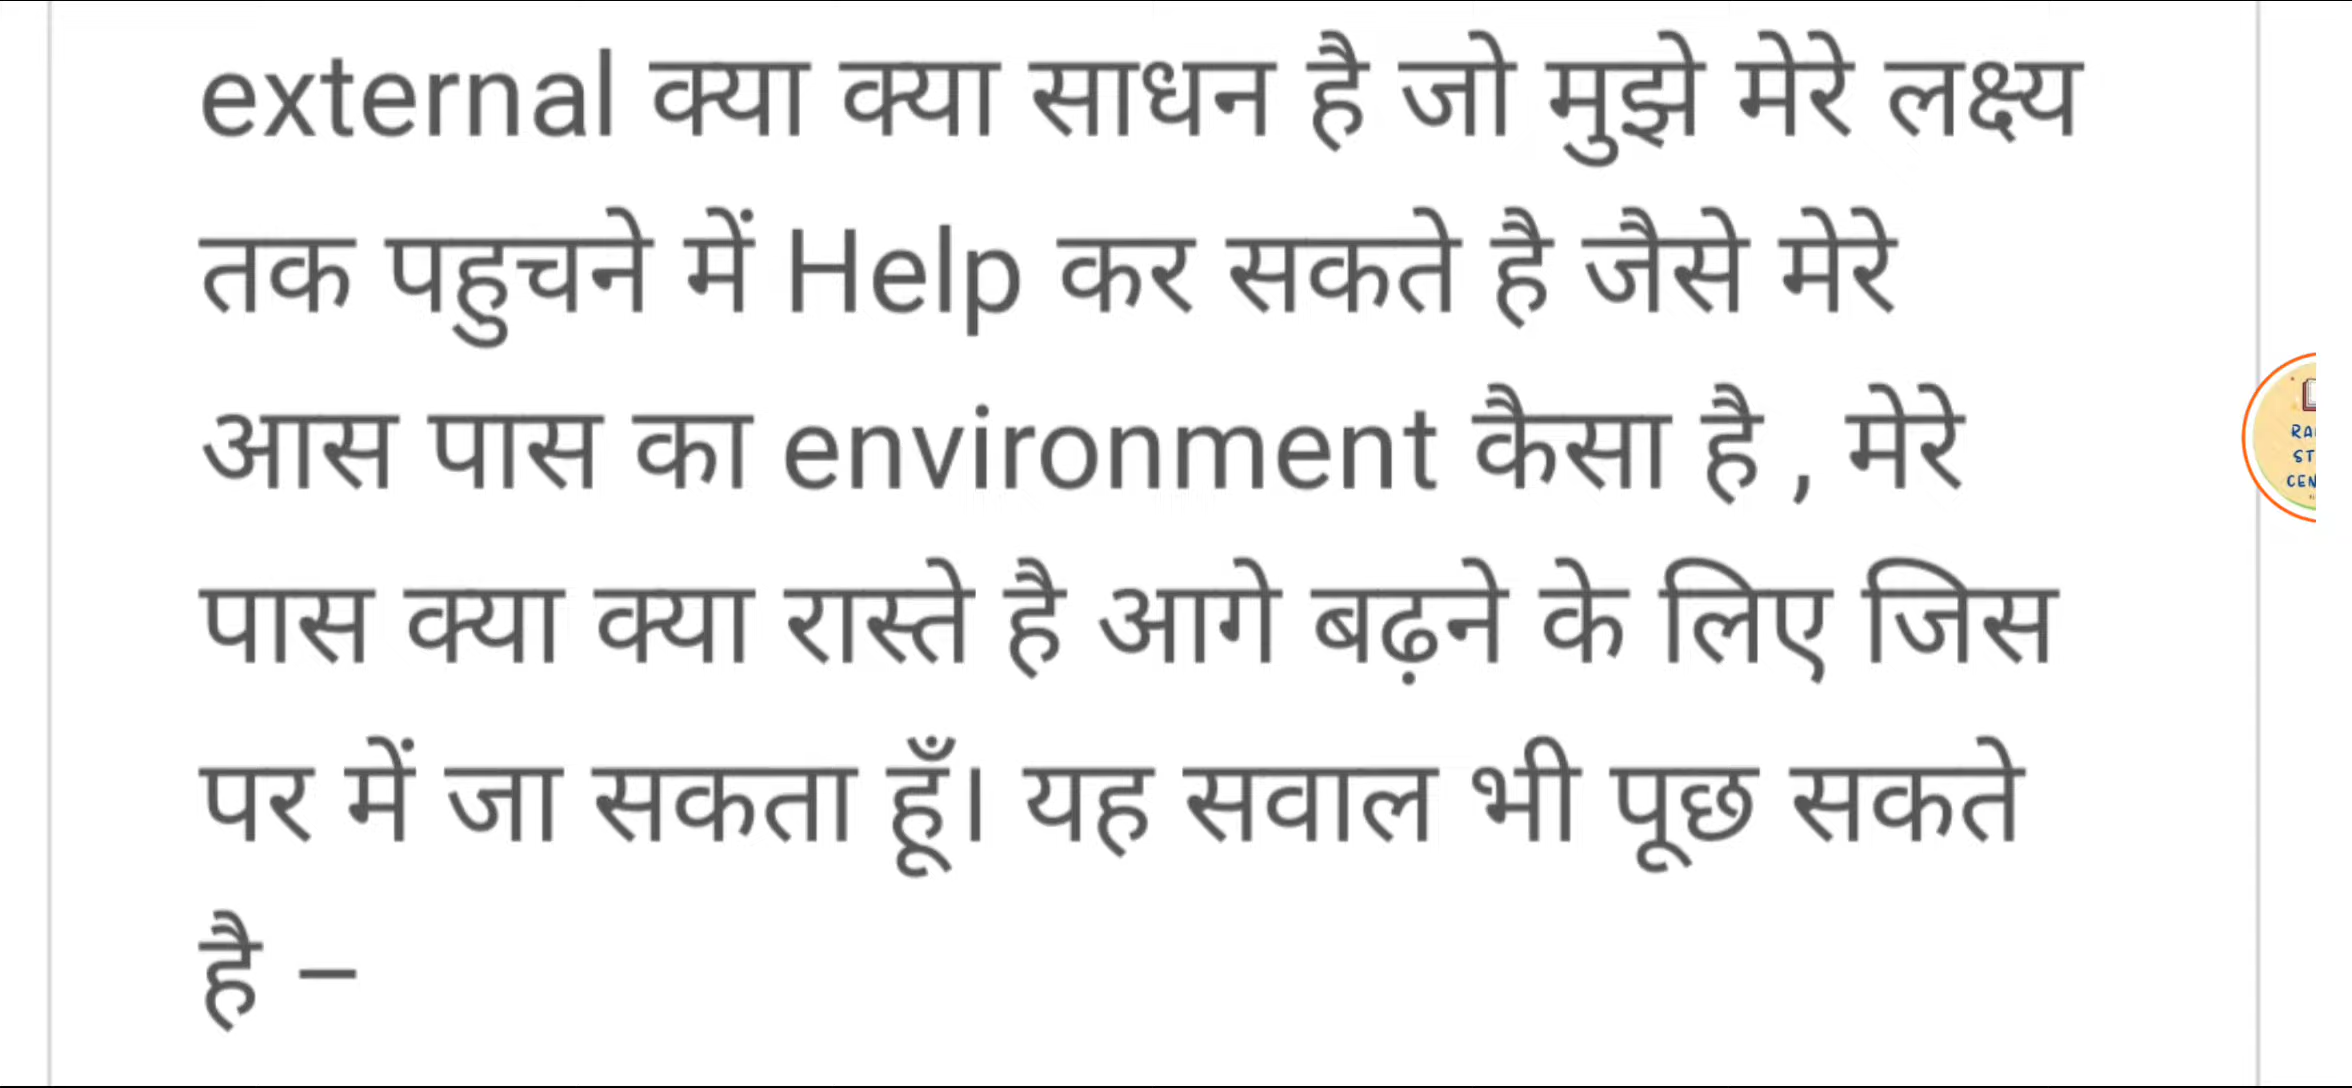 external क्या क्या साधन है जो मुझे मेरे लक्ष्य
तक पहुचने में Help कर सकते है जैसे मेरे
आस पास का environment कैसा है , मेरे
पास क्या क्या रास्ते है आगे बढ़ने के लिए जिस
पर में जा सकता हूँ। यह सवाल भी पूछ सकते
है –